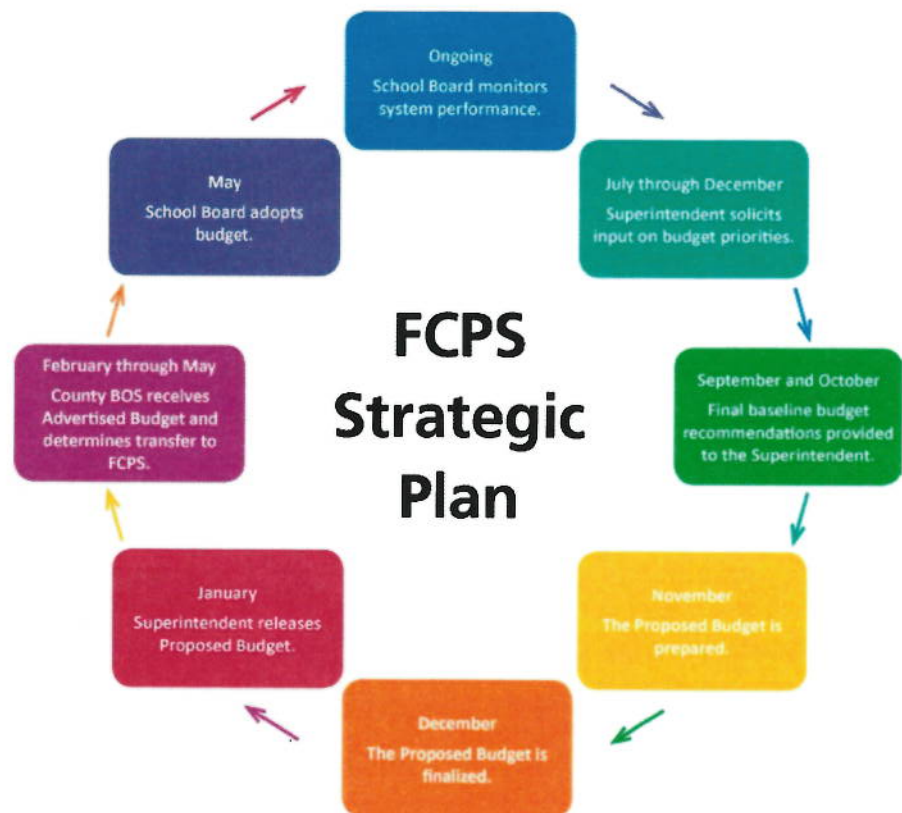 Ongoing
School Board monitors
system performance.
July through December
Superintendent solicits
input on budget priorities.
September and October
Final baseline budget
recommendations provided
to the Superintendent.
November
The Proposed Budget is
prepared.
December
The Proposed Budget is
finalized.
January
Superintendent releases
Proposed Budget.
February through May
County BOS receives
Advertised Budget and
determines transfer to
FCPS.
May
School Board adopts
budget.
FCPS
Strategic
Plan